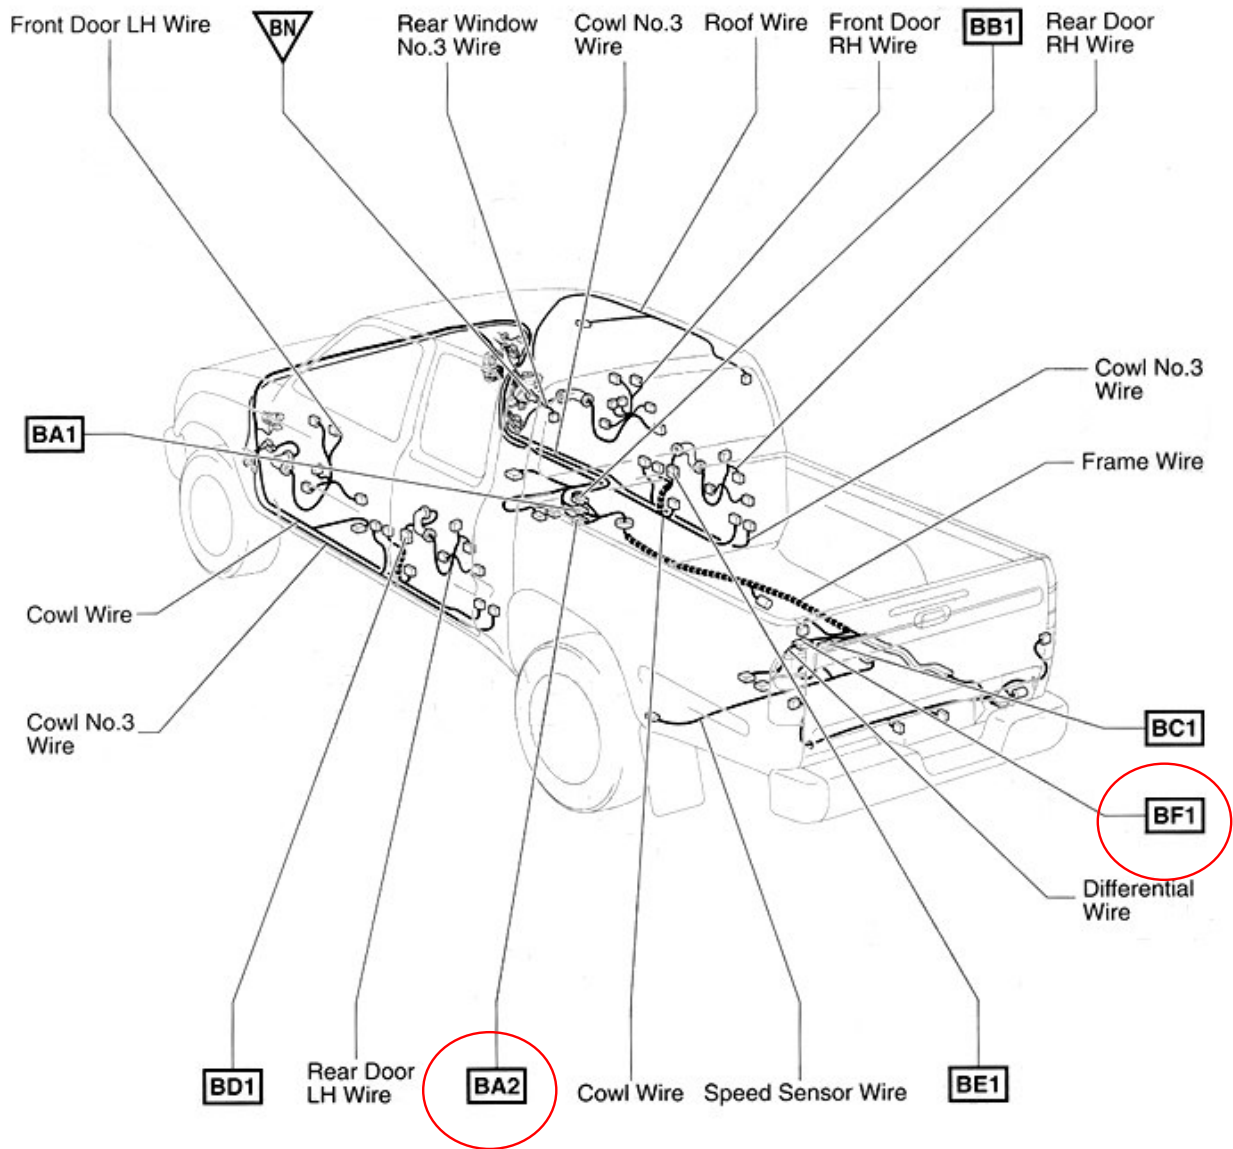 Front Door LH Wire
BN
Rear Window
No.3 Wire
Cowl No.3
Wire
Roof Wire
Front Door
RH Wire
BB1
Rear Door
RH Wire
Cowl No.3
Wire
BA1
Frame Wire
Cowl Wire
Cowl No.3
Wire
BC1
BF1
Differential
Wire
BD1
Rear Door
LH Wire
BA2
Cowl Wire
Speed Sensor Wire
BE1